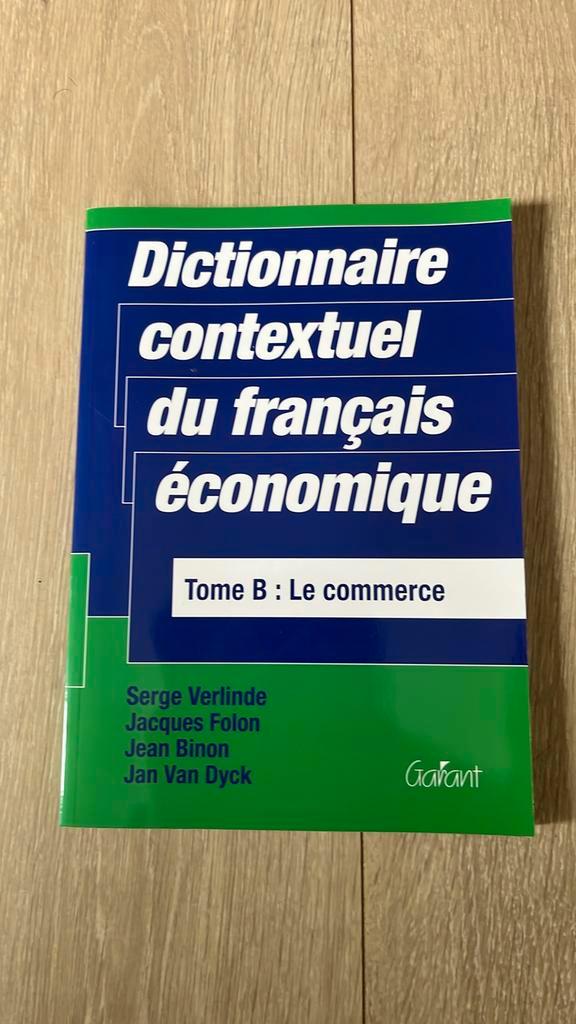 Dictionnaire
contextuel
du français
économique
Tome B : Le commerce
Serge Verlinde
Jacques Folon
Jean Binon
Jan Van Dyck
Garant